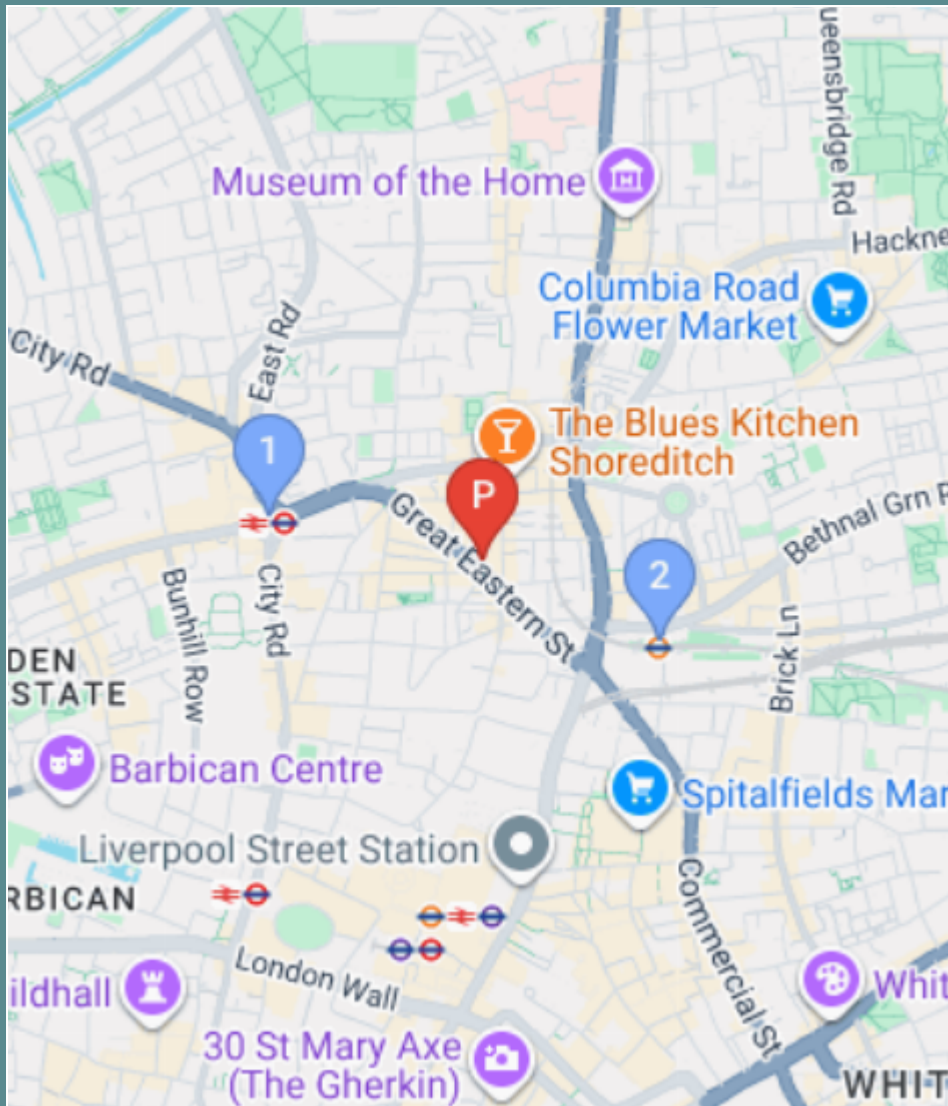 ueensbridge Rd
Museum of the Home
Hackne
Columbia Road
Flower Market
City Rd
East Rd
The Blues Kitchen
Shoreditch
1
P
Great Eastern St
Bethnal Grn R
2
City Rd
Bunhill Row
Brick Ln
DEN
STATE
Barbican Centre
Spitalfields Mar
Liverpool Street Station
RBICAN
Commercial St
London Wall
ildhall
Whit
30 St Mary Axe
(The Gherkin)
WHIT